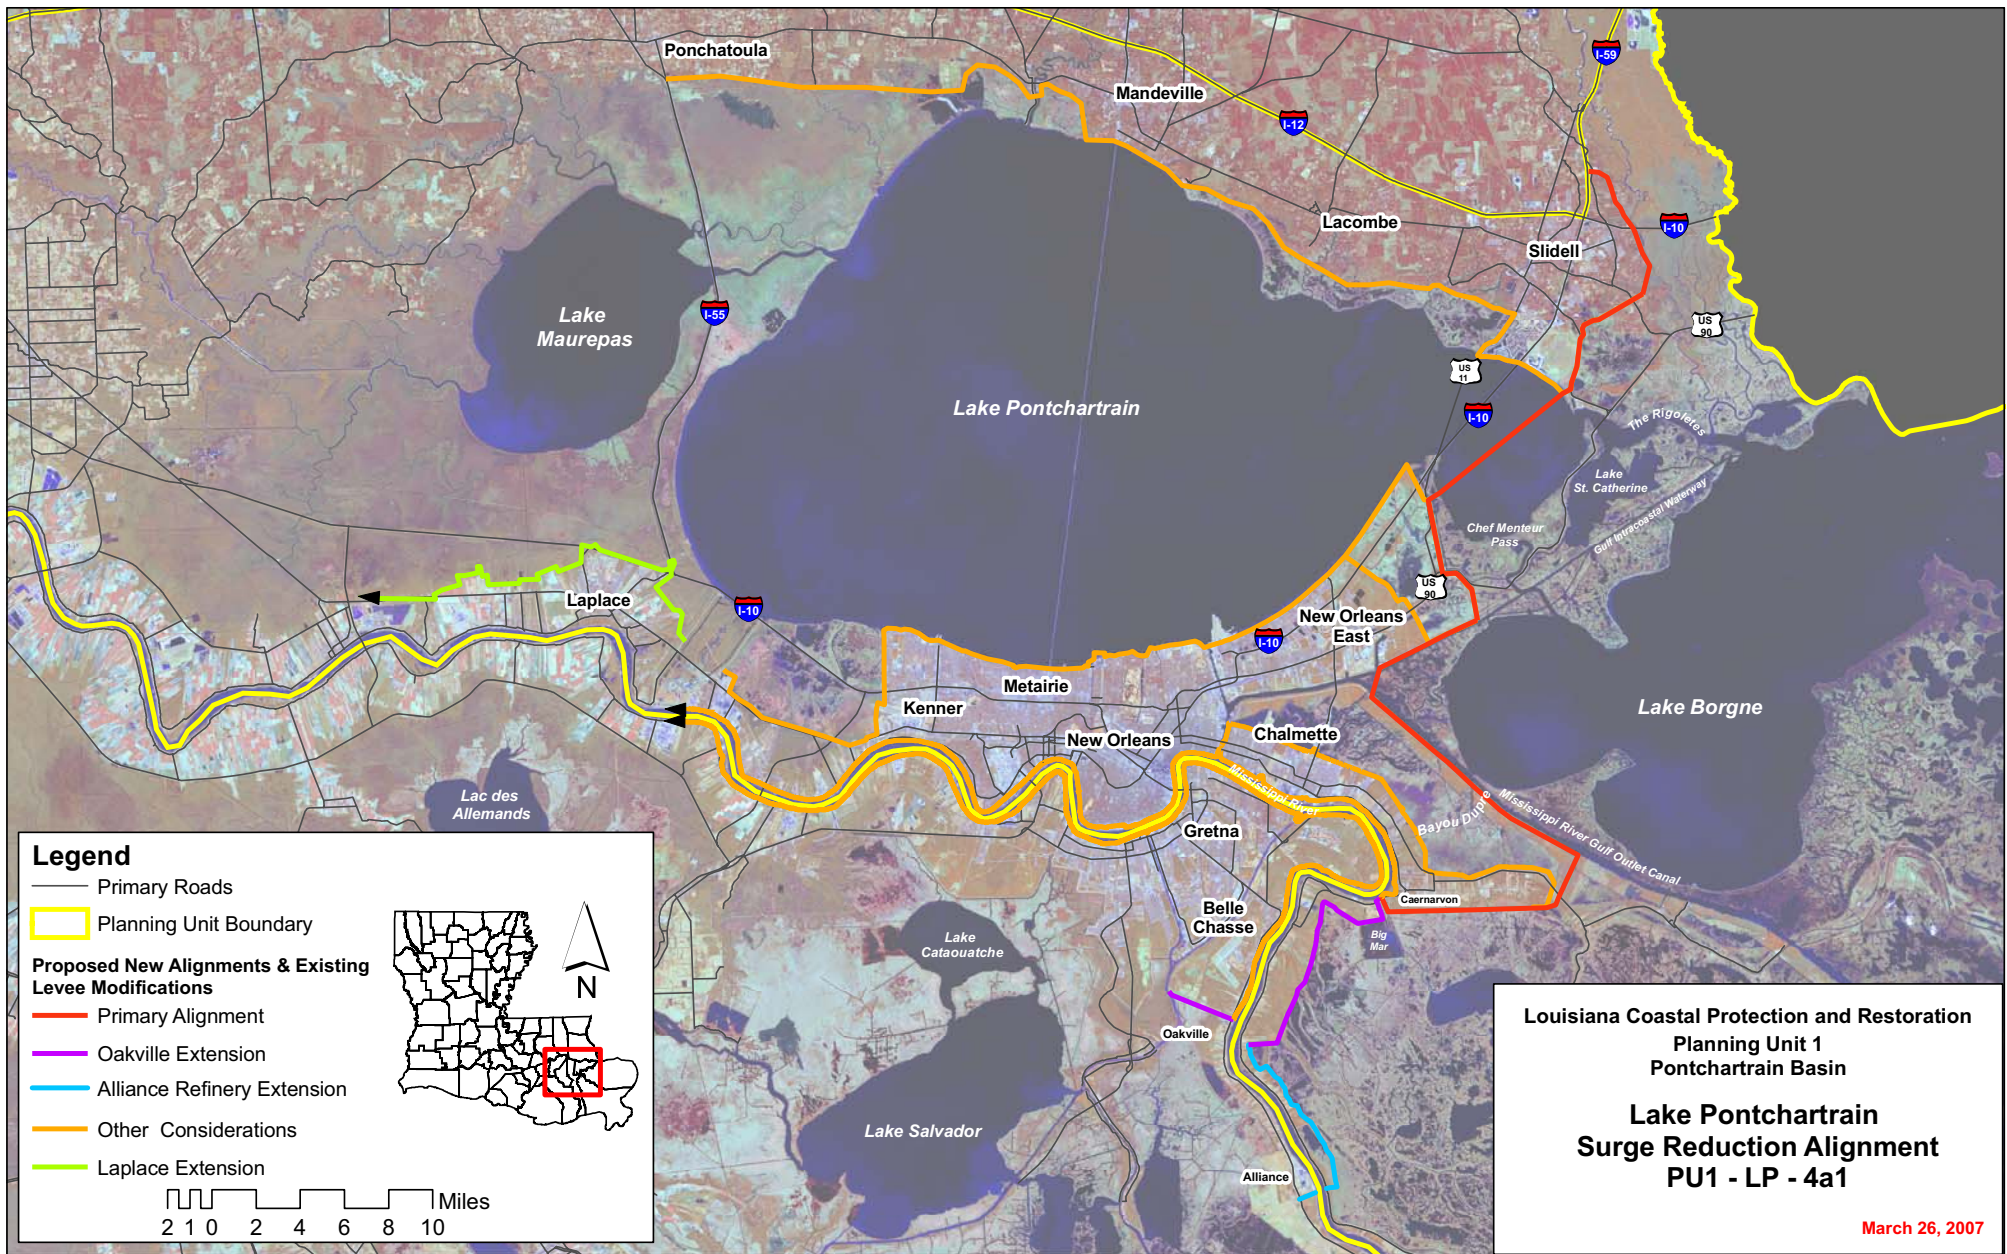 Ponchatoula
Mandeville
I-59
I-12
Lacombe
I-10
Slidell
Lake
Maurepas
I-55
US
90
US
11
Lake Pontchartrain
I-10
The Rigoletes
Lake
St. Catherine
Gulf Intracoastal Waterway
Chef Menteur
Pass
US
90
Laplace
I-10
New Orleans
East
I-10
Metairie
Kenner
Lake Borgne
New Orleans
Chalmette
Mississippi River
Lac des
Allemands
Bayou Dupre
Mississippi River Gulf Outlet Canal
Gretna
Caernarvon
Belle
Chasse
Big
Mar
Lake
Cataouatche
Oakville
Lake Salvador
Alliance
Legend
Primary Roads
Planning Unit Boundary
Proposed New Alignments & Existing
Levee Modifications
Primary Alignment
Oakville Extension
Alliance Refinery Extension
Other Considerations
Laplace Extension
N
Miles
2 1 0 2 4 6 8 10
Louisiana Coastal Protection and Restoration
Planning Unit 1
Pontchartrain Basin
Lake Pontchartrain
Surge Reduction Alignment
PU1 - LP - 4a1
March 26, 2007